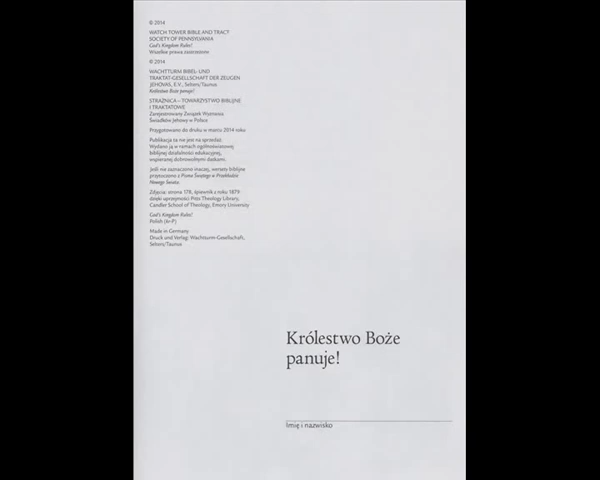 © 2014
WATCH TOWER BIBLE AND TRACT
SOCIETY OF PENNSYLVANIA
God's Kingdom Rules!
Wszelkie prawa zastrzeżone
© 2014
WACHTTURM BIBEL- UND
TRAKTAT-GESELLSCHAFT DER ZEUGEN
JEHOVAS, E.V., Selters/Taunus
Królestwo Boże panuje!
STRAŻNICA – TOWARZYSTWO BIBLIJNE
I TRAKTATOWE
Zarejestrowany Związek Wyznania
Świadków Jehowy w Polsce
Przygotowano do druku w marcu 2014 roku
Publikacja ta nie jest na sprzedaż.
Wydano ją w ramach ogólnoświatowej
biblijnej działalności edukacyjnej,
wspieranej dobrowolnymi datkami.
Jeśli nie zaznaczono inaczej, wersety biblijne
przytoczono z Pisma Świętego w Przekładzie
Nowego Świata.
Zdjęcia: strona 178, śpiewnik z roku 1879:
dzięki uprzejmości Pitts Theology Library,
Candler School of Theology, Emory University
God's Kingdom Rules!
Polish (kr-P)
Made in Germany
Druck und Verlag: Wachtturm-Gesellschaft,
Selters/Taunus
Królestwo Boże
panuje!
Imię i nazwisko